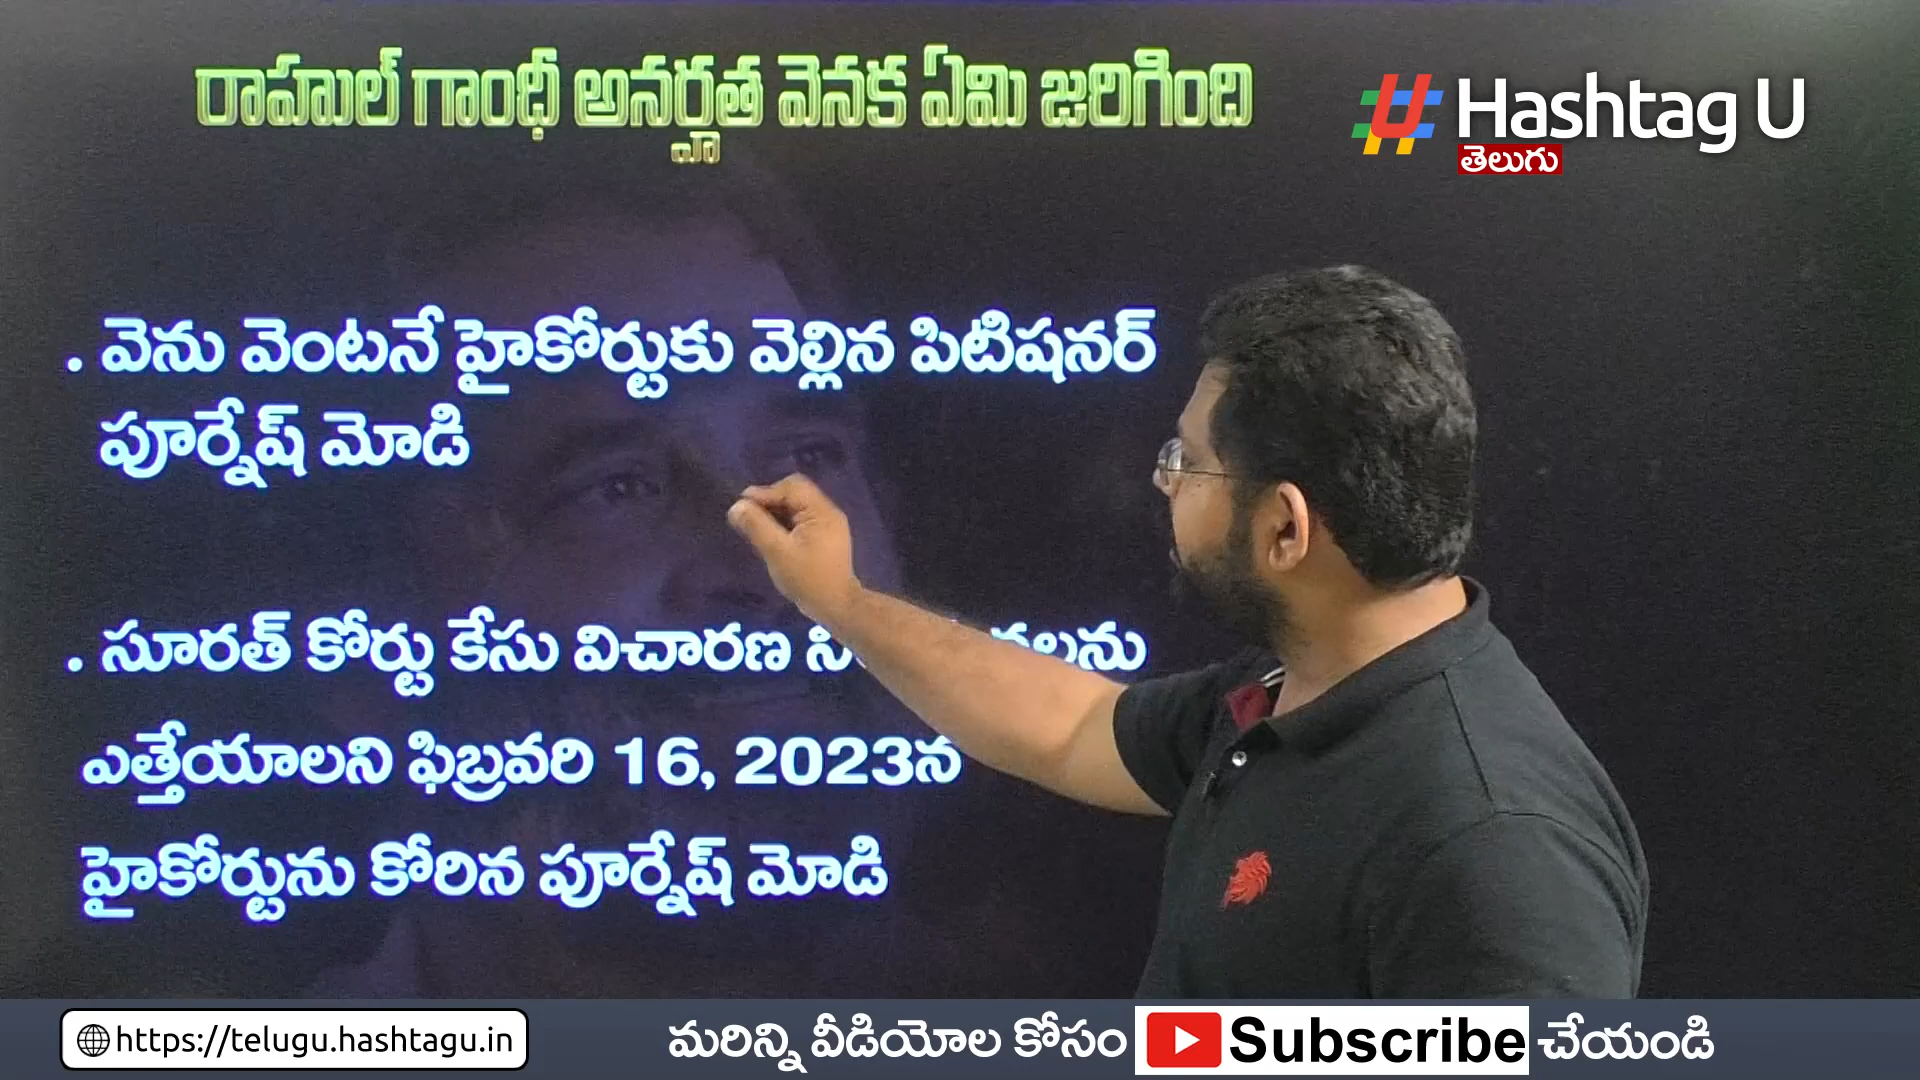 రాహుల్ గాంధీ అనర్హత వెనక ఏమి జరిగింది
Hashtag U
తెలుగు
. వెను వెంటనే హైకోర్టుకు వెల్లిన పిటిషనర్
పూర్నేష్ మోడి
. సూరత్ కోర్టు కేసు విచారణ
ఎత్తేయాలని ఫిబ్రవరి 16, 2023న
హైకోర్టును కోరిన పూర్నేష్ మోడి
https://telugu.hashtagu.in
మరిన్ని వీడియోల కోసం Subscribe చేయండి